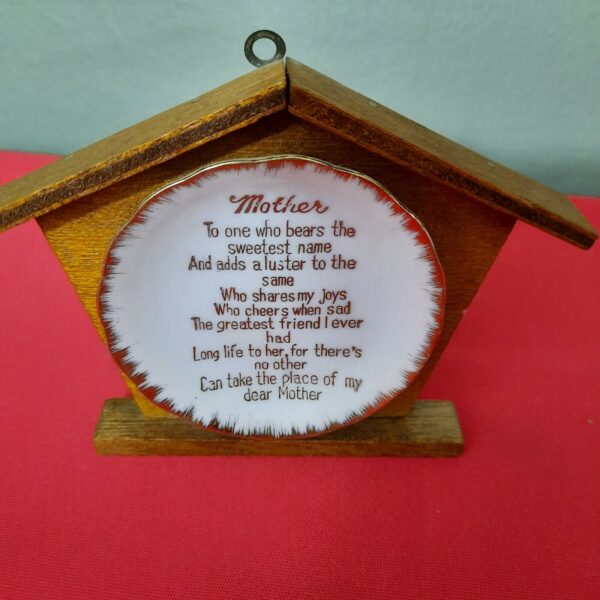 Mother
To one who bears the
sweetest name
And adds a luster to the
same
Who shares my joys
Who cheers when sad
The greatest friend I ever
had
Long life to her, for there's
no other
Can take the place of my
dear Mother